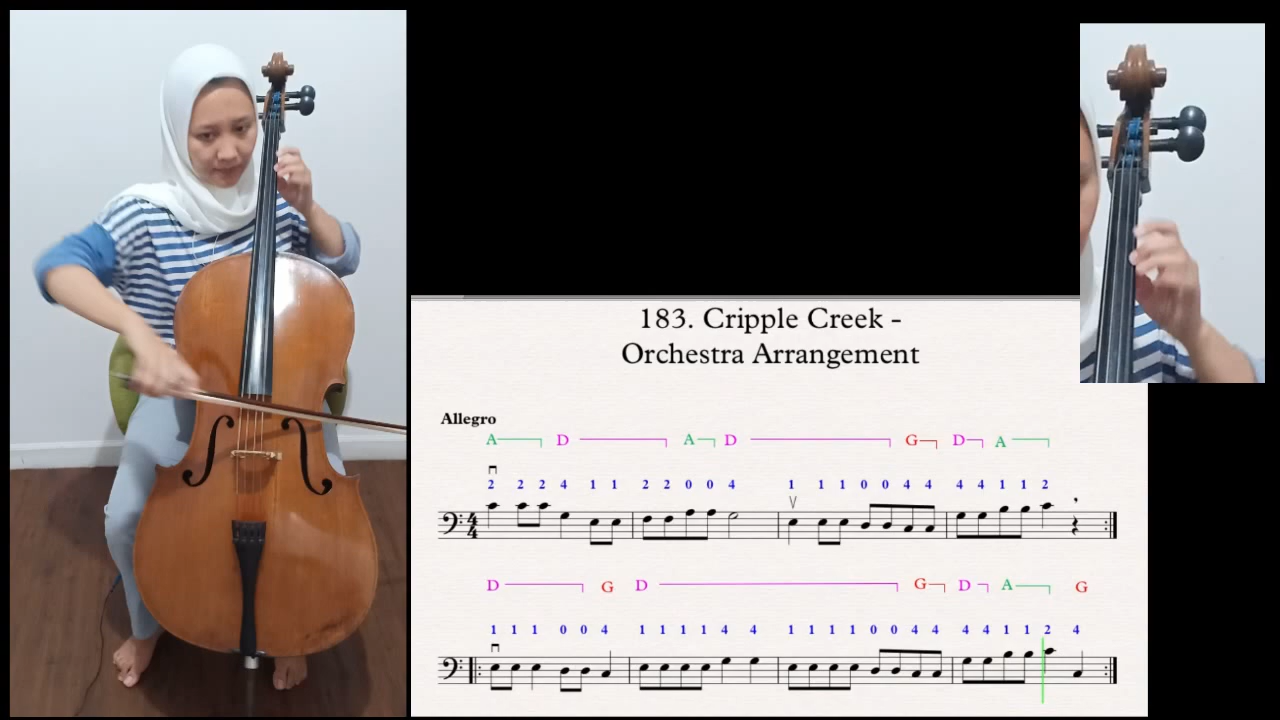 183. Cripple Creek -
Orchestra Arrangement
Allegro
A D A D G D A
2 2 2 4 1 1 2 2 0 0 4 1 1 1 0 0 4 4 4 4 1 1 2
4
4
D G D G D A G
1 1 1 0 0 4 1 1 1 1 4 4 1 1 1 1 0 0 4 4 4 4 1 1 2 4